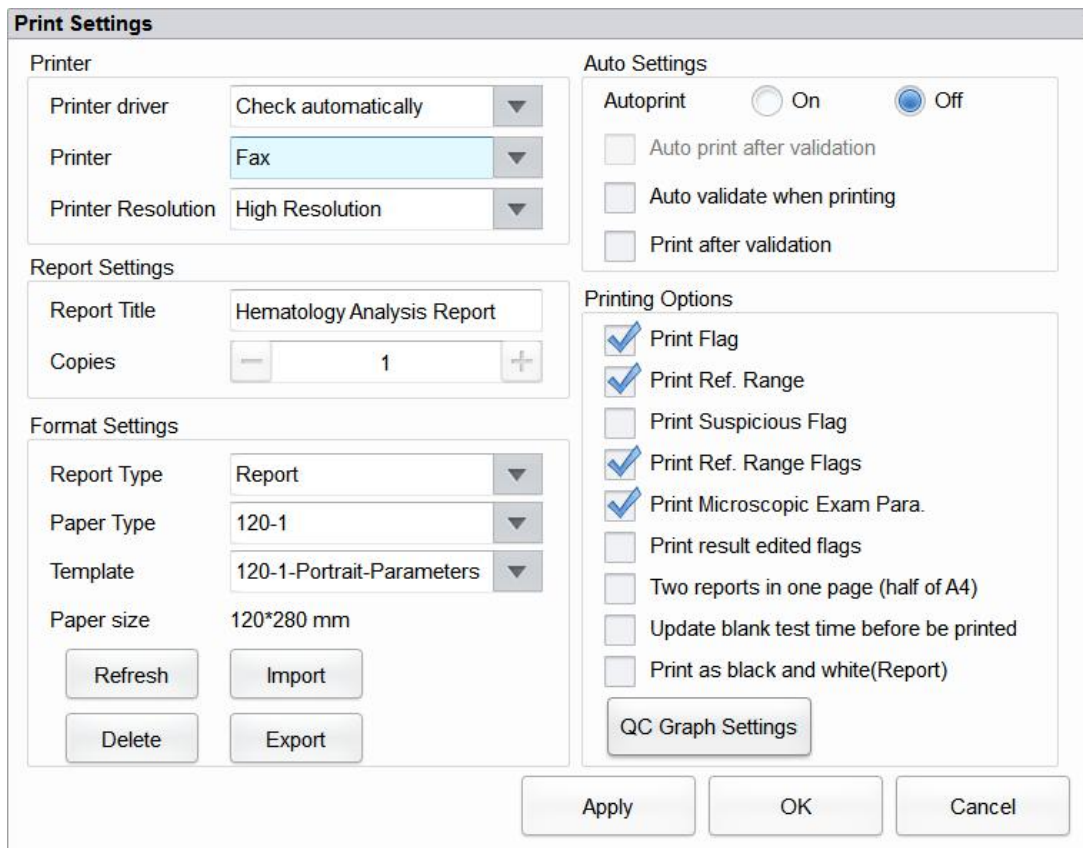 Print Settings
Printer
Printer driver Check automatically
Printer Fax
Printer Resolution High Resolution
Report Settings
Report Title Hematology Analysis Report
Copies 1
Format Settings
Report Type Report
Paper Type 120-1
Template 120-1-Portrait-Parameters
Paper size 120*280 mm
Refresh Import
Delete Export
Auto Settings
Autoprint On Off
Auto print after validation
Auto validate when printing
Print after validation
Printing Options
Print Flag
Print Ref. Range
Print Suspicious Flag
Print Ref. Range Flags
Print Microscopic Exam Para.
Print result edited flags
Two reports in one page (half of A4)
Update blank test time before be printed
Print as black and white(Report)
QC Graph Settings
Apply OK Cancel